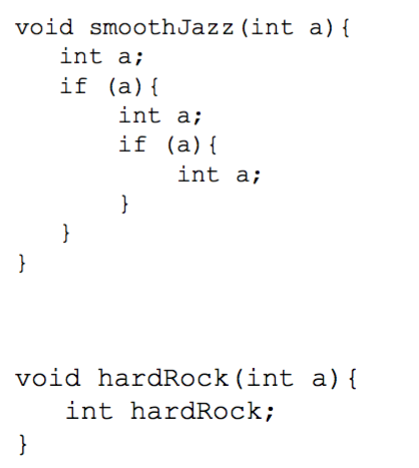 void smoothJazz(int a){
   int a;
   if (a){
      int a;
      if (a){
         int a;
      }
   }
}
void hardRock(int a){
   int hardRock;
}